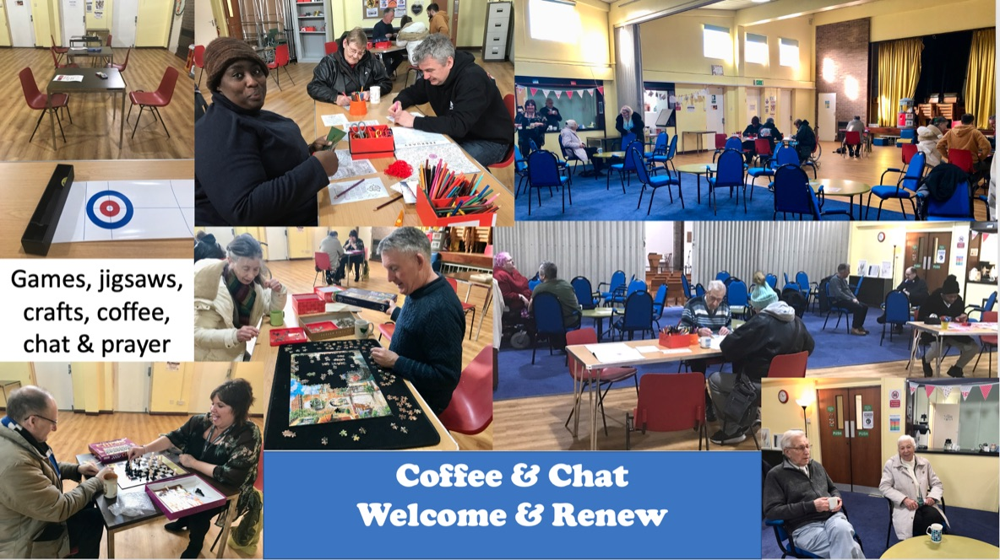 Games, jigsaws,
crafts, coffee,
chat & prayer
Coffee & Chat
Welcome & Renew